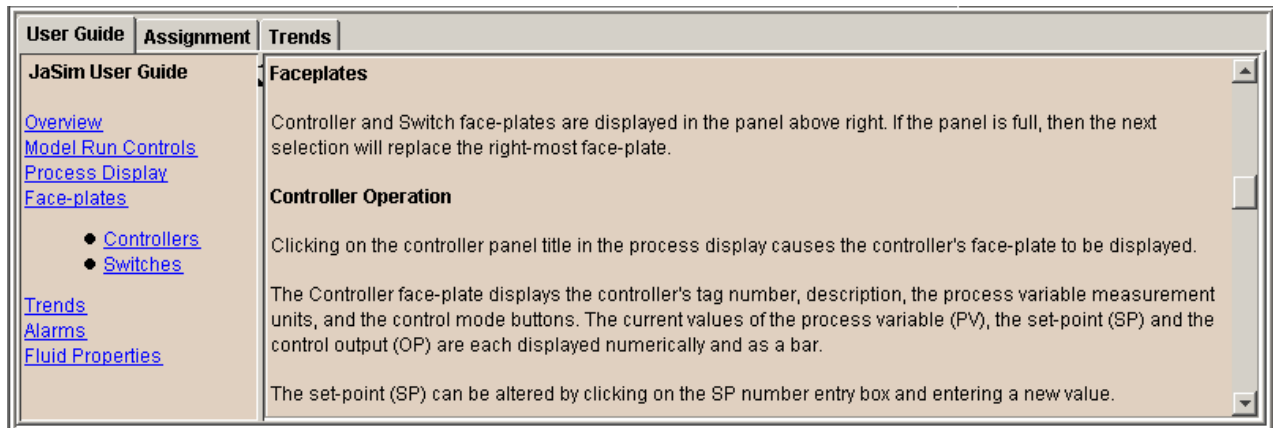 User Guide Assignment Trends
JaSim User Guide
Overview
Model Run Controls
Process Display
Face-plates
Controllers
Switches
Trends
Alarms
Fluid Properties
Faceplates
Controller and Switch face-plates are displayed in the panel above right. If the panel is full, then the next
selection will replace the right-most face-plate.
Controller Operation
Clicking on the controller panel title in the process display causes the controller's face-plate to be displayed.
The Controller face-plate displays the controller's tag number, description, the process variable measurement
units, and the control mode buttons. The current values of the process variable (PV), the set-point (SP) and the
control output (OP) are each displayed numerically and as a bar.
The set-point (SP) can be altered by clicking on the SP number entry box and entering a new value.